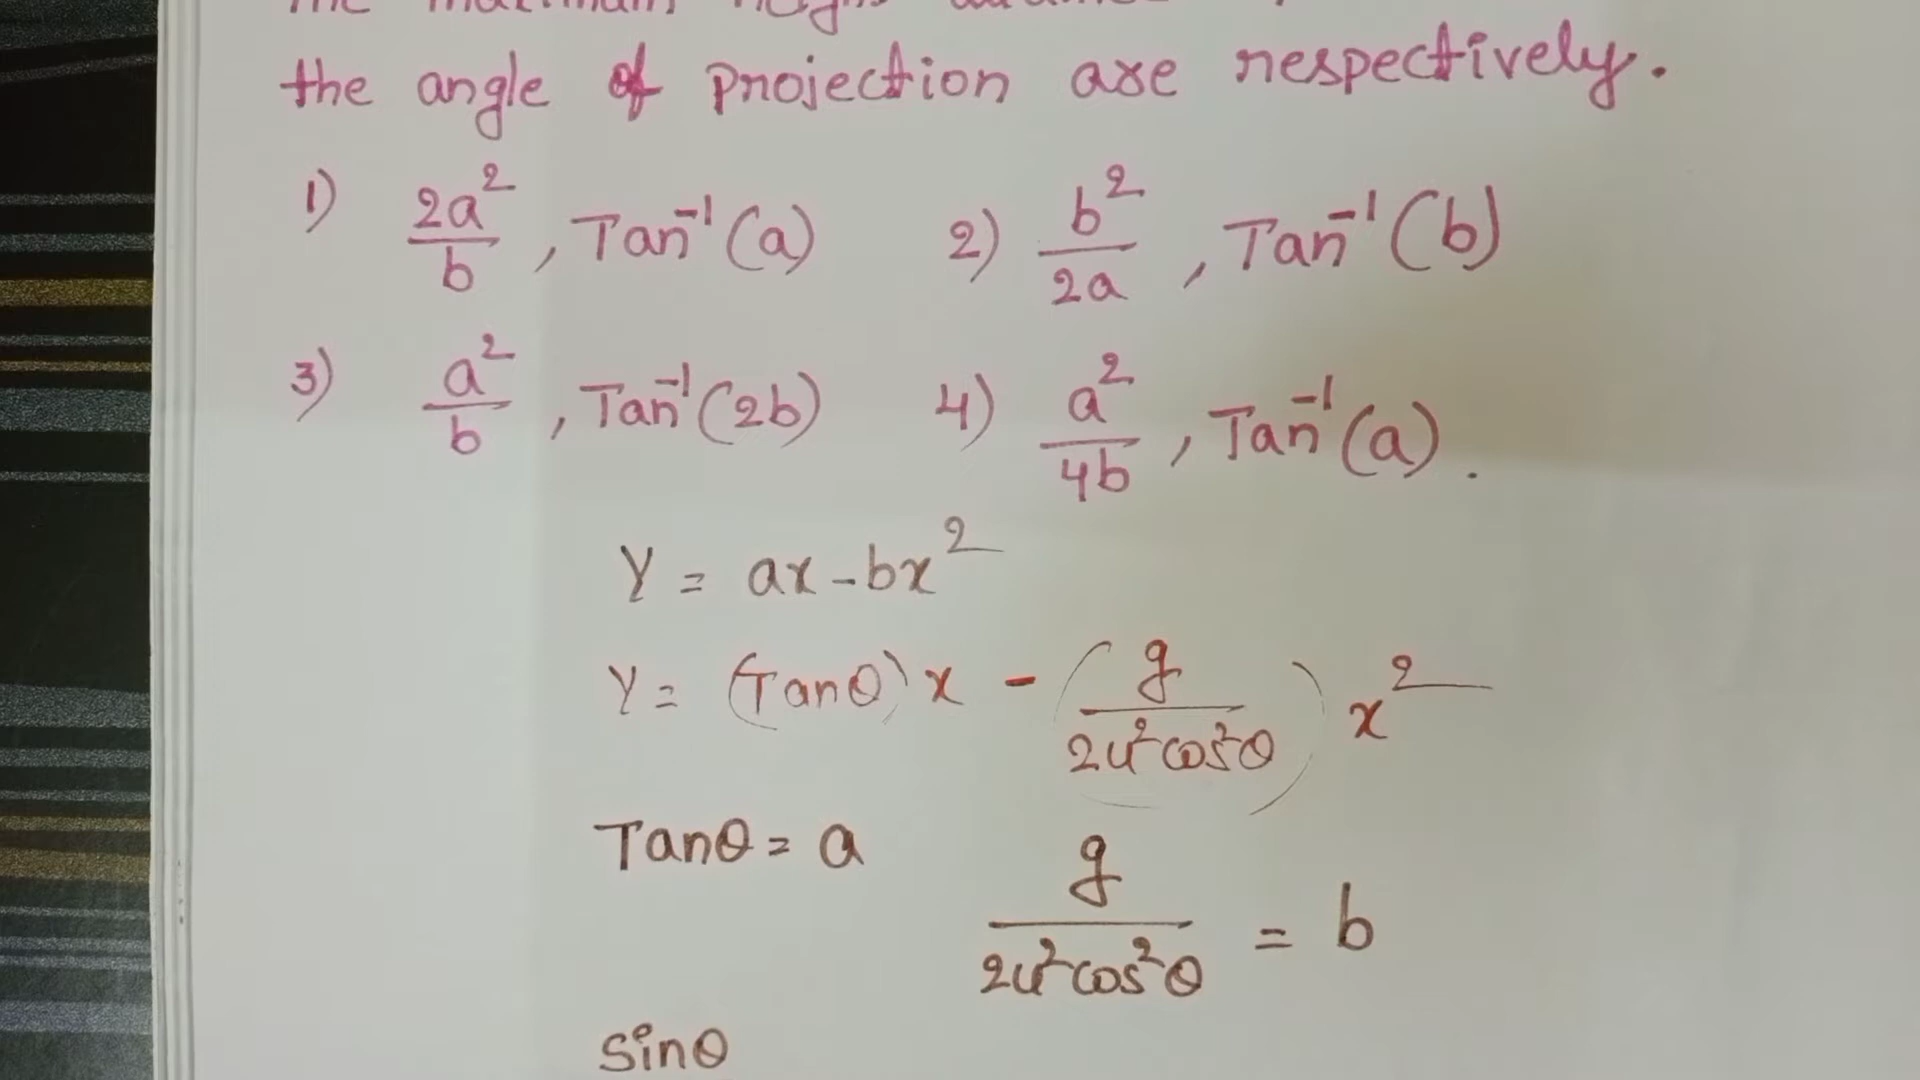 the angle of projection are respectively.
1) 2a²/b , Tan⁻¹(a) 2) b²/2a , Tan⁻¹(b)
3) a²/b , Tan⁻¹(2b) 4) a²/4b , Tan⁻¹(a).
Y = ax - bx²
Y = (Tanθ)x - (g/2u²cos²θ) x²
Tanθ = a g/2u²cos²θ = b
sinθ